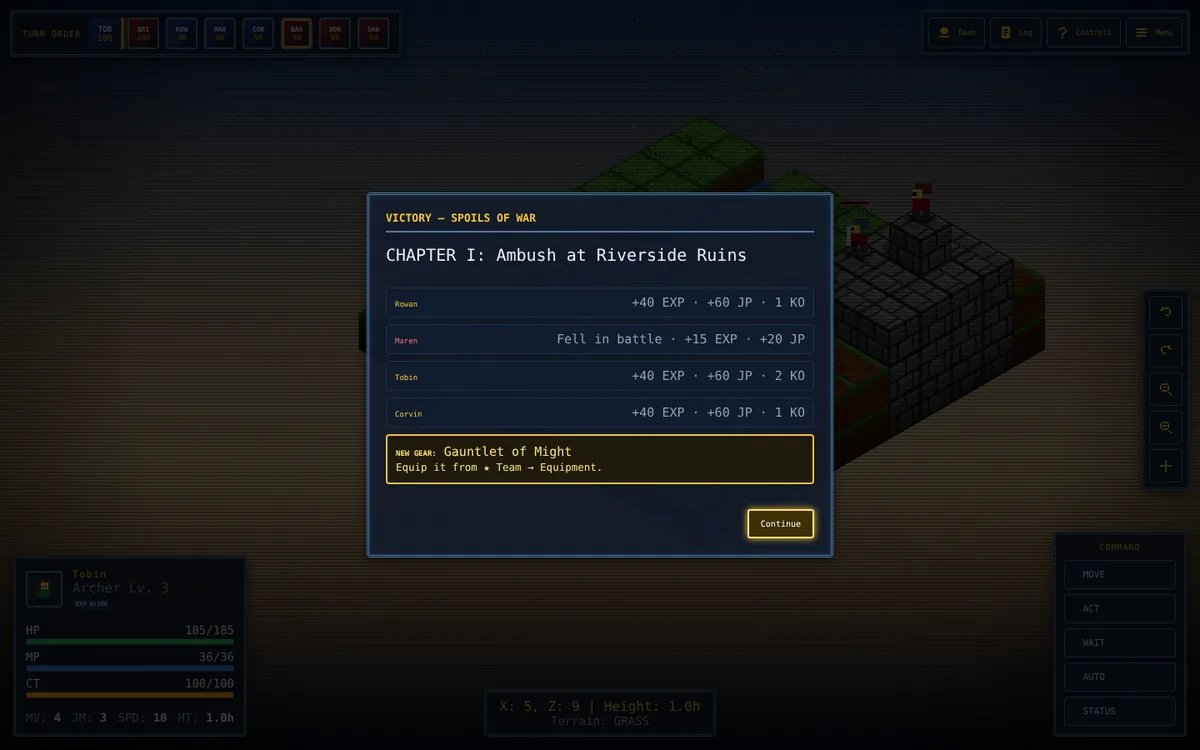 TURN ORDER
TOB
100
BRI
100
ROW
90
MAR
90
COR
90
BAN
90
ROG
SHA
80
Team
Log
? Controls
Menu
VICTORY — SPOILS OF WAR
CHAPTER I: Ambush at Riverside Ruins
Rowan +40 EXP · +60 JP · 1 KO
Maren Fell in battle · +15 EXP · +20 JP
Tobin +40 EXP · +60 JP · 2 KO
Corvin +40 EXP · +60 JP · 1 KO
NEW GEAR: Gauntlet of Might
Equip it from ★ Team → Equipment.
Continue
Tobin
Archer Lv. 3
HP 185/185
MP 36/36
CT 100/100
MV: 4 JM: 3 SPD: 10 HT: 1.0h
X: 5, Z: 9 | Height: 1.0h
Terrain: GRASS
COMMAND
MOVE
ACT
WAIT
AUTO
STATUS